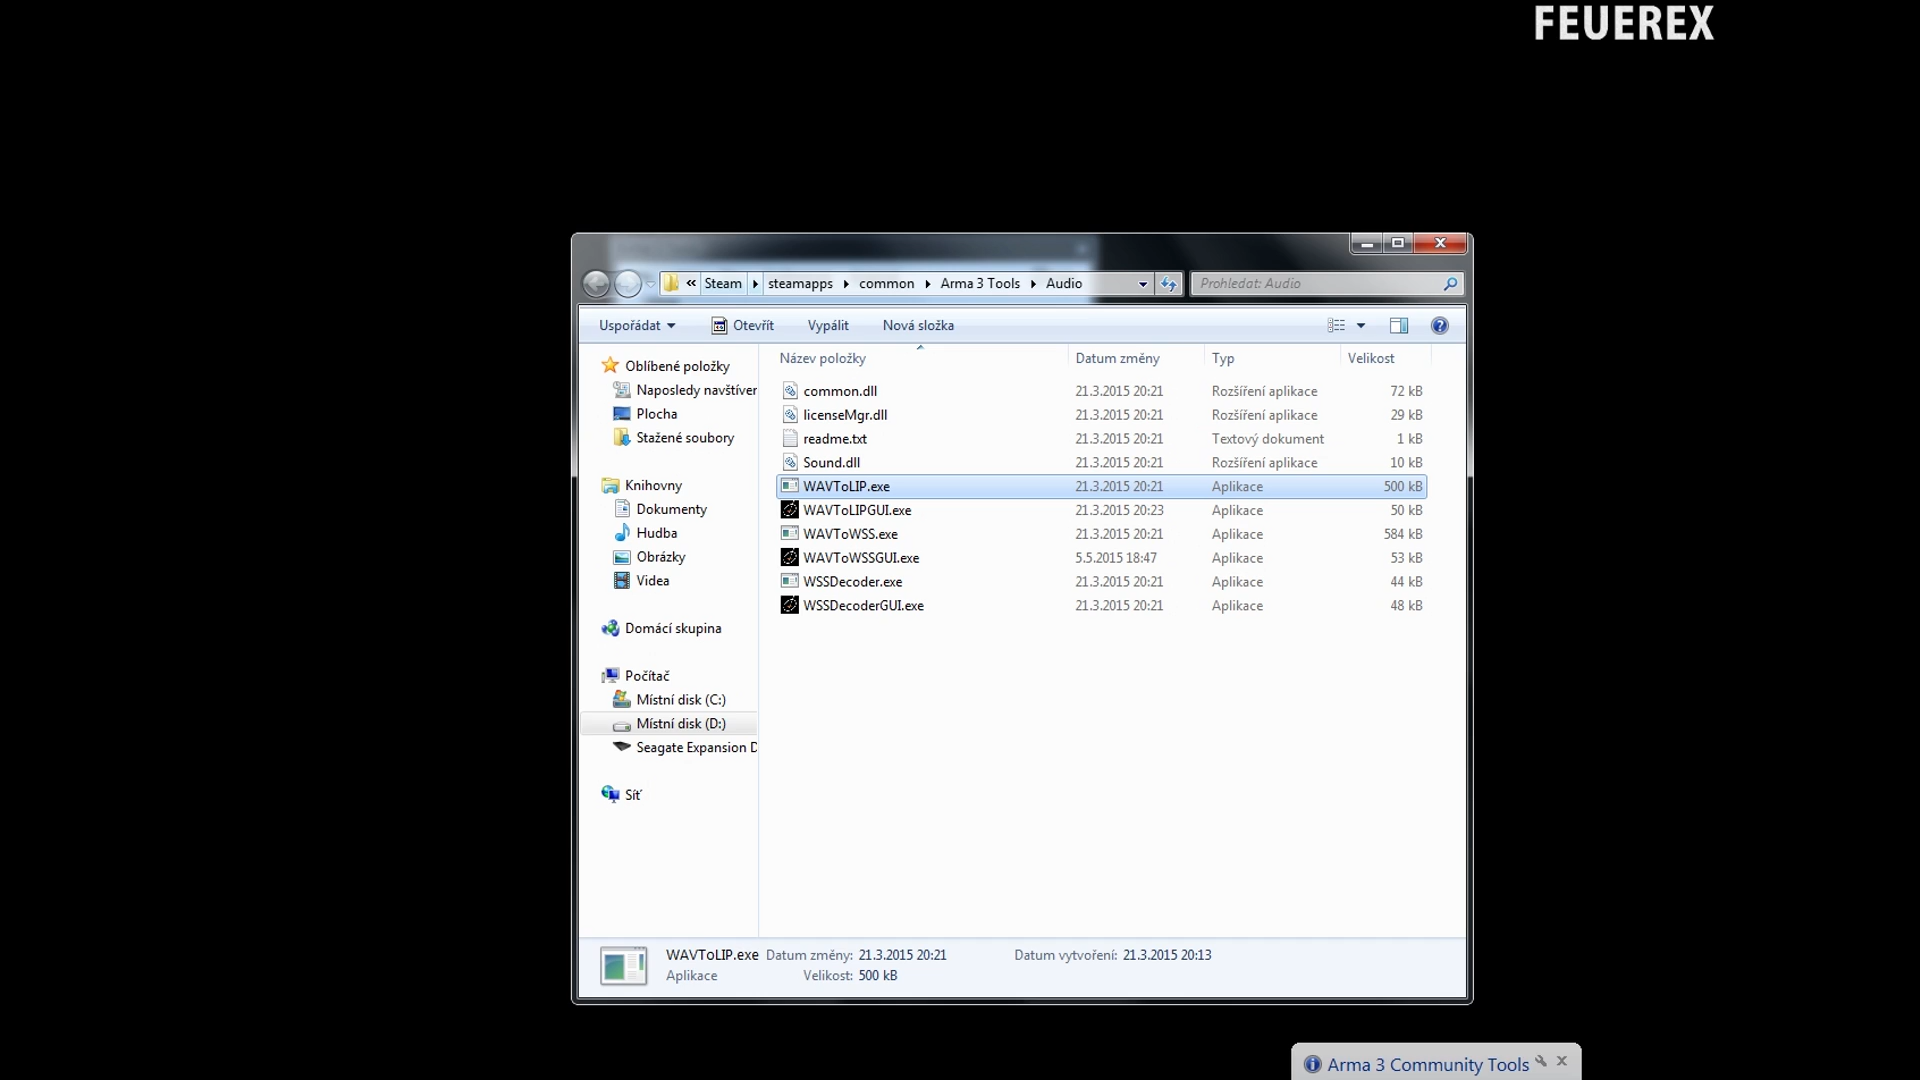 FEUEREX
« Steam steamapps common Arma 3 Tools Audio
Prohledat: Audio
Uspořádat Otevřít Vypálit Nová složka
Název položky Datum změny Typ Velikost
Oblíbené položky
Naposledy navštíver
Plocha
Stažené soubory
Knihovny
Dokumenty
Hudba
Obrázky
Videa
Domácí skupina
Počítač
Místní disk (C:)
Místní disk (D:)
Seagate Expansion D
Síť
common.dll 21.3.2015 20:21 Rozšíření aplikace 72 kB
licenseMgr.dll 21.3.2015 20:21 Rozšíření aplikace 29 kB
readme.txt 21.3.2015 20:21 Textový dokument 1 kB
Sound.dll 21.3.2015 20:21 Rozšíření aplikace 10 kB
WAVToLIP.exe 21.3.2015 20:21 Aplikace 500 kB
WAVToLIPGUI.exe 21.3.2015 20:23 Aplikace 50 kB
WAVToWSS.exe 21.3.2015 20:21 Aplikace 584 kB
WAVToWSSGUI.exe 5.5.2015 18:47 Aplikace 53 kB
WSSDecoder.exe 21.3.2015 20:21 Aplikace 44 kB
WSSDecoderGUI.exe 21.3.2015 20:21 Aplikace 48 kB
WAVToLIP.exe Datum změny: 21.3.2015 20:21 Datum vytvoření: 21.3.2015 20:13
Aplikace Velikost: 500 kB
Arma 3 Community Tools